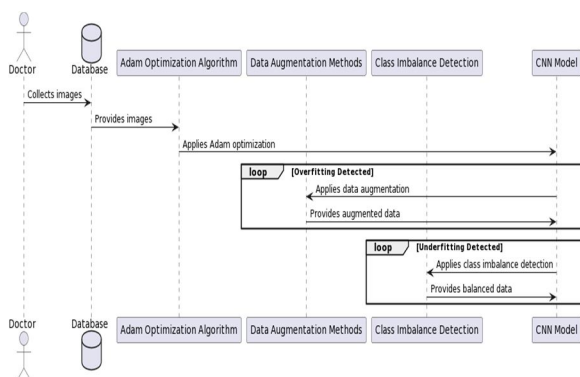 Doctor
Database
Adam Optimization Algorithm
Data Augmentation Methods
Class Imbalance Detection
CNN Model
Collects images
Provides images
Applies Adam optimization
loop [Overfitting Detected]
Applies data augmentation
Provides augmented data
loop [Underfitting Detected]
Applies class imbalance detection
Provides balanced data
Doctor
Database
Adam Optimization Algorithm
Data Augmentation Methods
Class Imbalance Detection
CNN Model